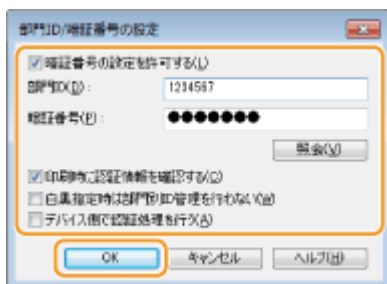 部門ID/暗証番号の設定
暗証番号の設定を許可する(L)
部門ID(D):
1234567
暗証番号(P):
●●●●●●●
照会(V)
印刷時に認証情報を確認する(C)
白黒指定時は部門別ID管理を行わない(W)
デバイス側で認証処理を行う(A)
OK
キャンセル
ヘルプ(H)